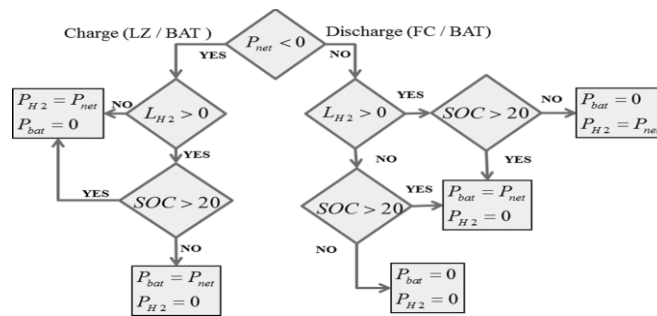 Charge (LZ / BAT )
P_net < 0
Discharge (FC / BAT)
YES
NO
P_H2 = P_net
P_bat = 0
NO
L_H2 > 0
L_H2 > 0
YES
SOC > 20
NO
P_bat = 0
P_H2 = P_net
YES
NO
YES
YES
SOC > 20
SOC > 20
YES
P_bat = P_net
P_H2 = 0
NO
NO
P_bat = P_net
P_H2 = 0
P_bat = 0
P_H2 = 0